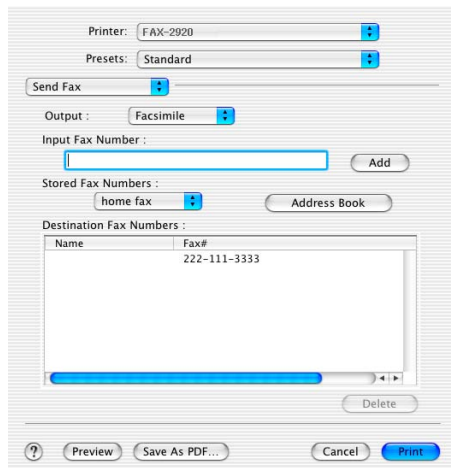 Printer: FAX-2920
Presets: Standard
Send Fax
Output : Facsimile
Input Fax Number :
Add
Stored Fax Numbers :
home fax Address Book
Destination Fax Numbers :
Name Fax#
222-111-3333
Delete
? Preview Save As PDF... Cancel Print